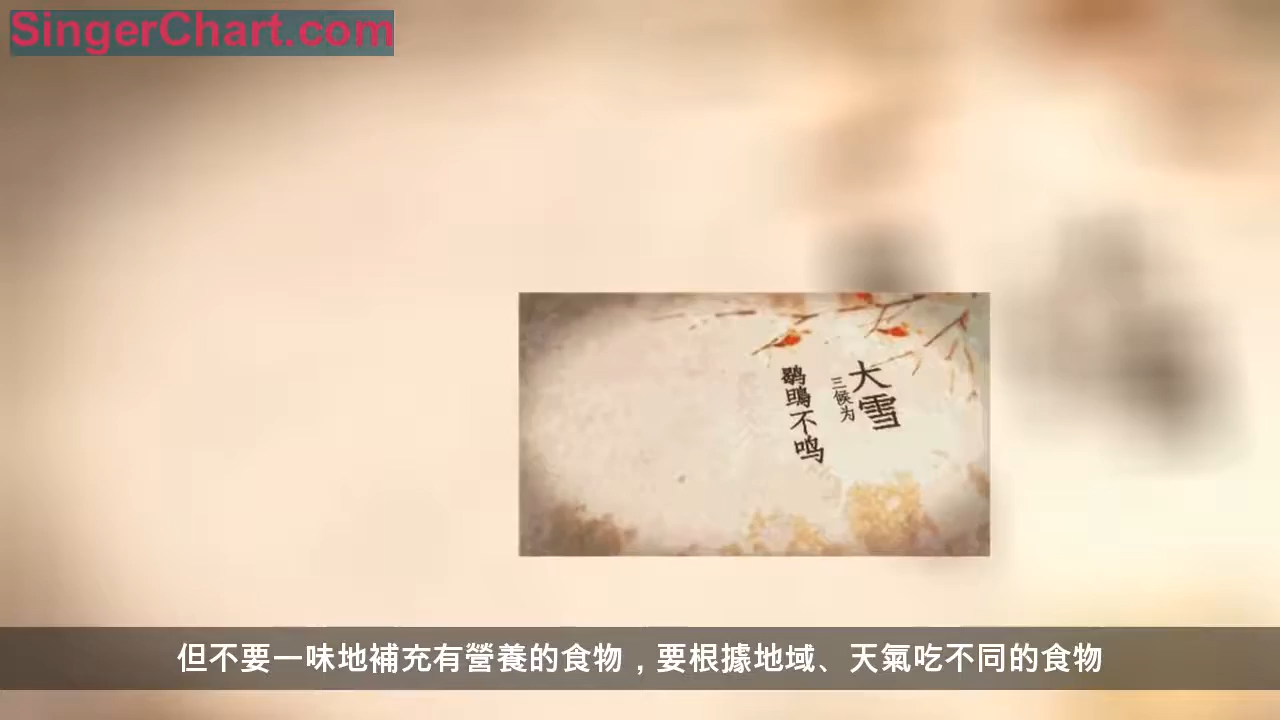 SingerChart.com
大雪
三候为
鹖鴠不鸣
但不要一味地補充有營養的食物，要根據地域、天氣吃不同的食物